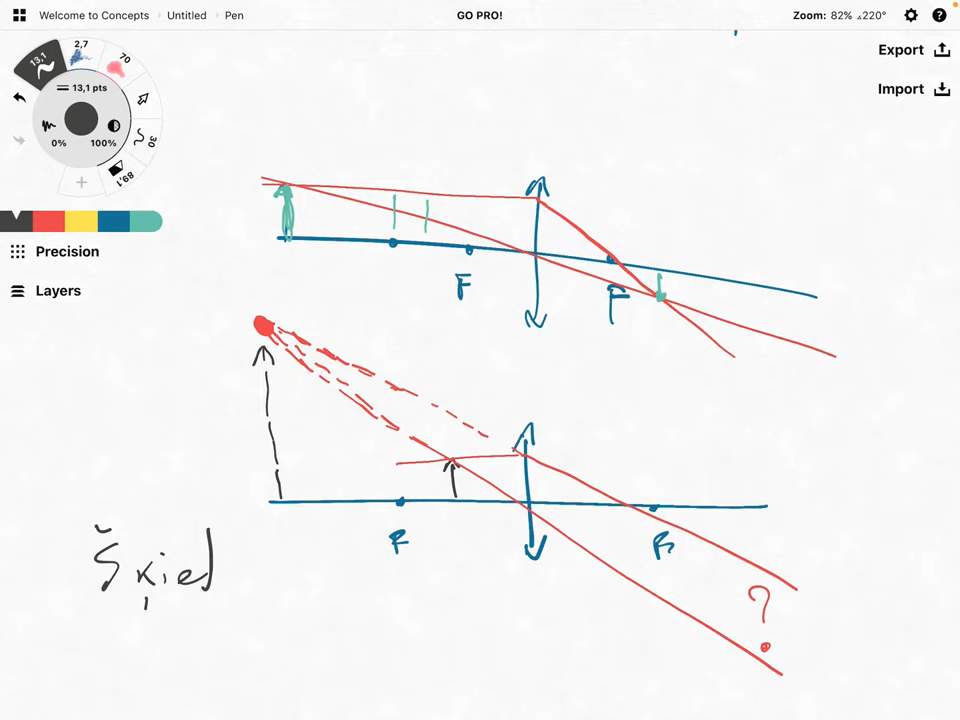 Welcome to Concepts › Untitled › Pen
GO PRO!
Zoom: 82% ⊿220°
Export
Import
2,7
70
13,1
13,1 pts
0%
100%
30
89,1
Precision
Layers
F
F
F
F
Šķied
?